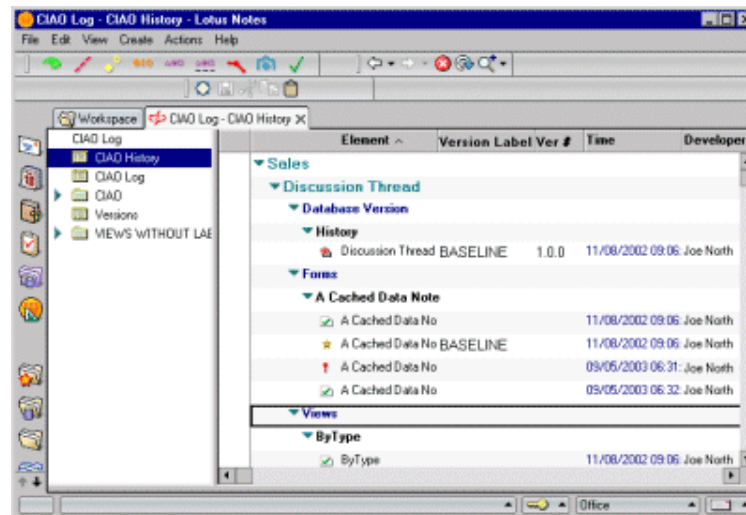 CIAO Log - CIAO History - Lotus Notes
File Edit View Create Actions Help
Workspace CIAO Log - CIAO History
CIAO Log
CIAO History
CIAO Log
CIAO
Versions
VIEWS WITHOUT LAE
Element Version Label Ver # Time Developer
Sales
Discussion Thread
Database Version
History
Discussion Thread BASELINE 1.0.0 11/08/2002 09:06: Joe North
Forms
A Cached Data Note
A Cached Data No 11/08/2002 09:06: Joe North
A Cached Data No BASELINE 11/08/2002 09:06: Joe North
A Cached Data No 09/05/2003 06:31: Joe North
A Cached Data No 09/05/2003 06:32: Joe North
Views
ByType
ByType 11/08/2002 09:06: Joe North
Office